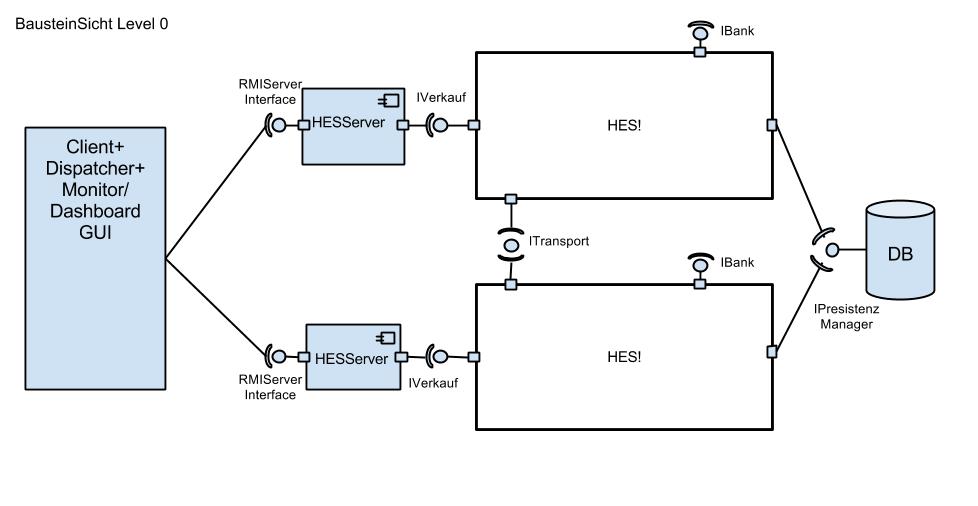 BausteinSicht Level 0
IBank
RMIServer
Interface
IVerkauf
HESServer
HES!
Client+
Dispatcher+
Monitor/
Dashboard
GUI
ITransport
DB
IBank
IPresistenz
Manager
HESServer
HES!
RMIServer
Interface
IVerkauf